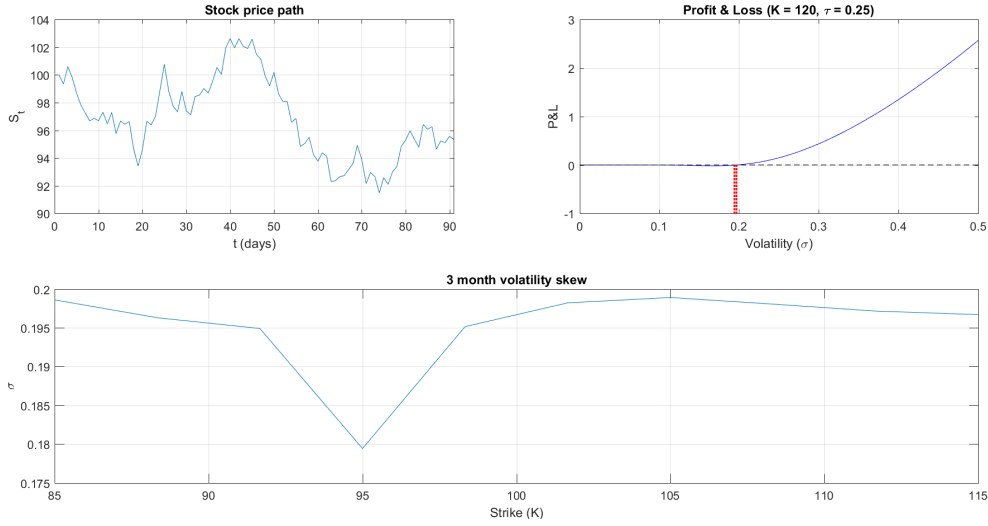 Stock price path
104
102
100
98
96
94
92
90
S_t
0 10 20 30 40 50 60 70 80 90
t (days)
Profit & Loss (K = 120, τ = 0.25)
3
2
1
0
-1
P&L
0 0.1 0.2 0.3 0.4 0.5
Volatility (σ)
3 month volatility skew
0.2
0.195
0.19
0.185
0.18
0.175
σ
85 90 95 100 105 110 115
Strike (K)